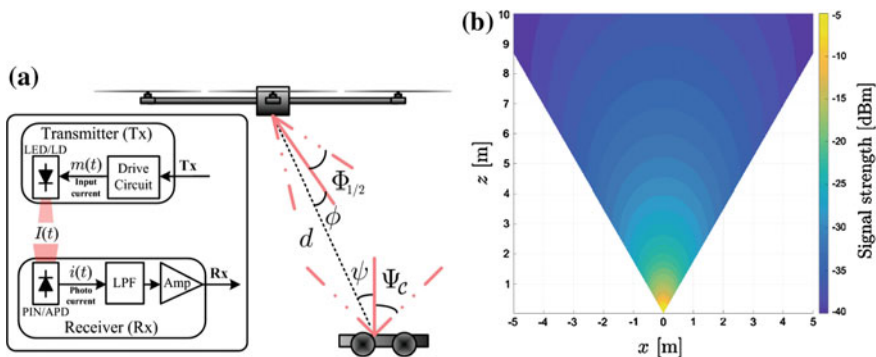 (a)
Transmitter (Tx)
LED/LD
m(t)
Input
current
Drive
Circuit
Tx
I(t)
i(t)
Photo current
LPF
Amp
Rx
PIN/APD
Receiver (Rx)
Φ1/2
ϕ
d
ψ
Ψ𝒸
(b)
10
9
8
7
6
5
4
3
2
1
z [m]
-5 -4 -3 -2 -1 0 1 2 3 4 5
x [m]
-5
-10
-15
-20
-25
-30
-35
-40
Signal strength [dBm]